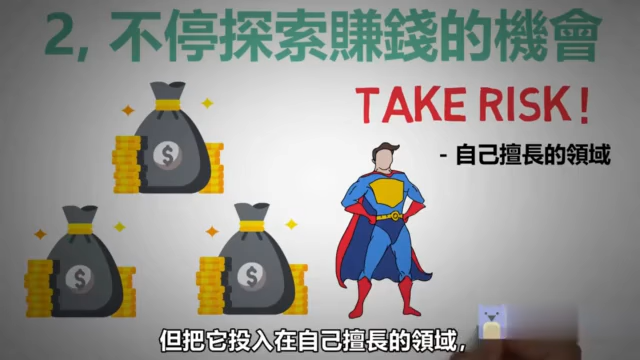 2, 不停探索賺錢的機會
TAKE RISK!
- 自己擅長的領域
$
$
$
但把它投入在自己擅長的領域，